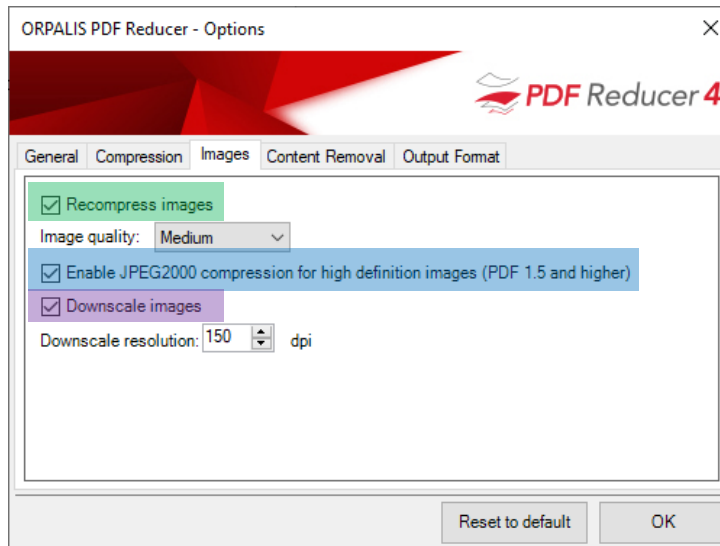 ORPALIS PDF Reducer - Options
PDF Reducer 4
General Compression Images Content Removal Output Format
Recompress images
Image quality: Medium
Enable JPEG2000 compression for high definition images (PDF 1.5 and higher)
Downscale images
Downscale resolution: 150 dpi
Reset to default OK